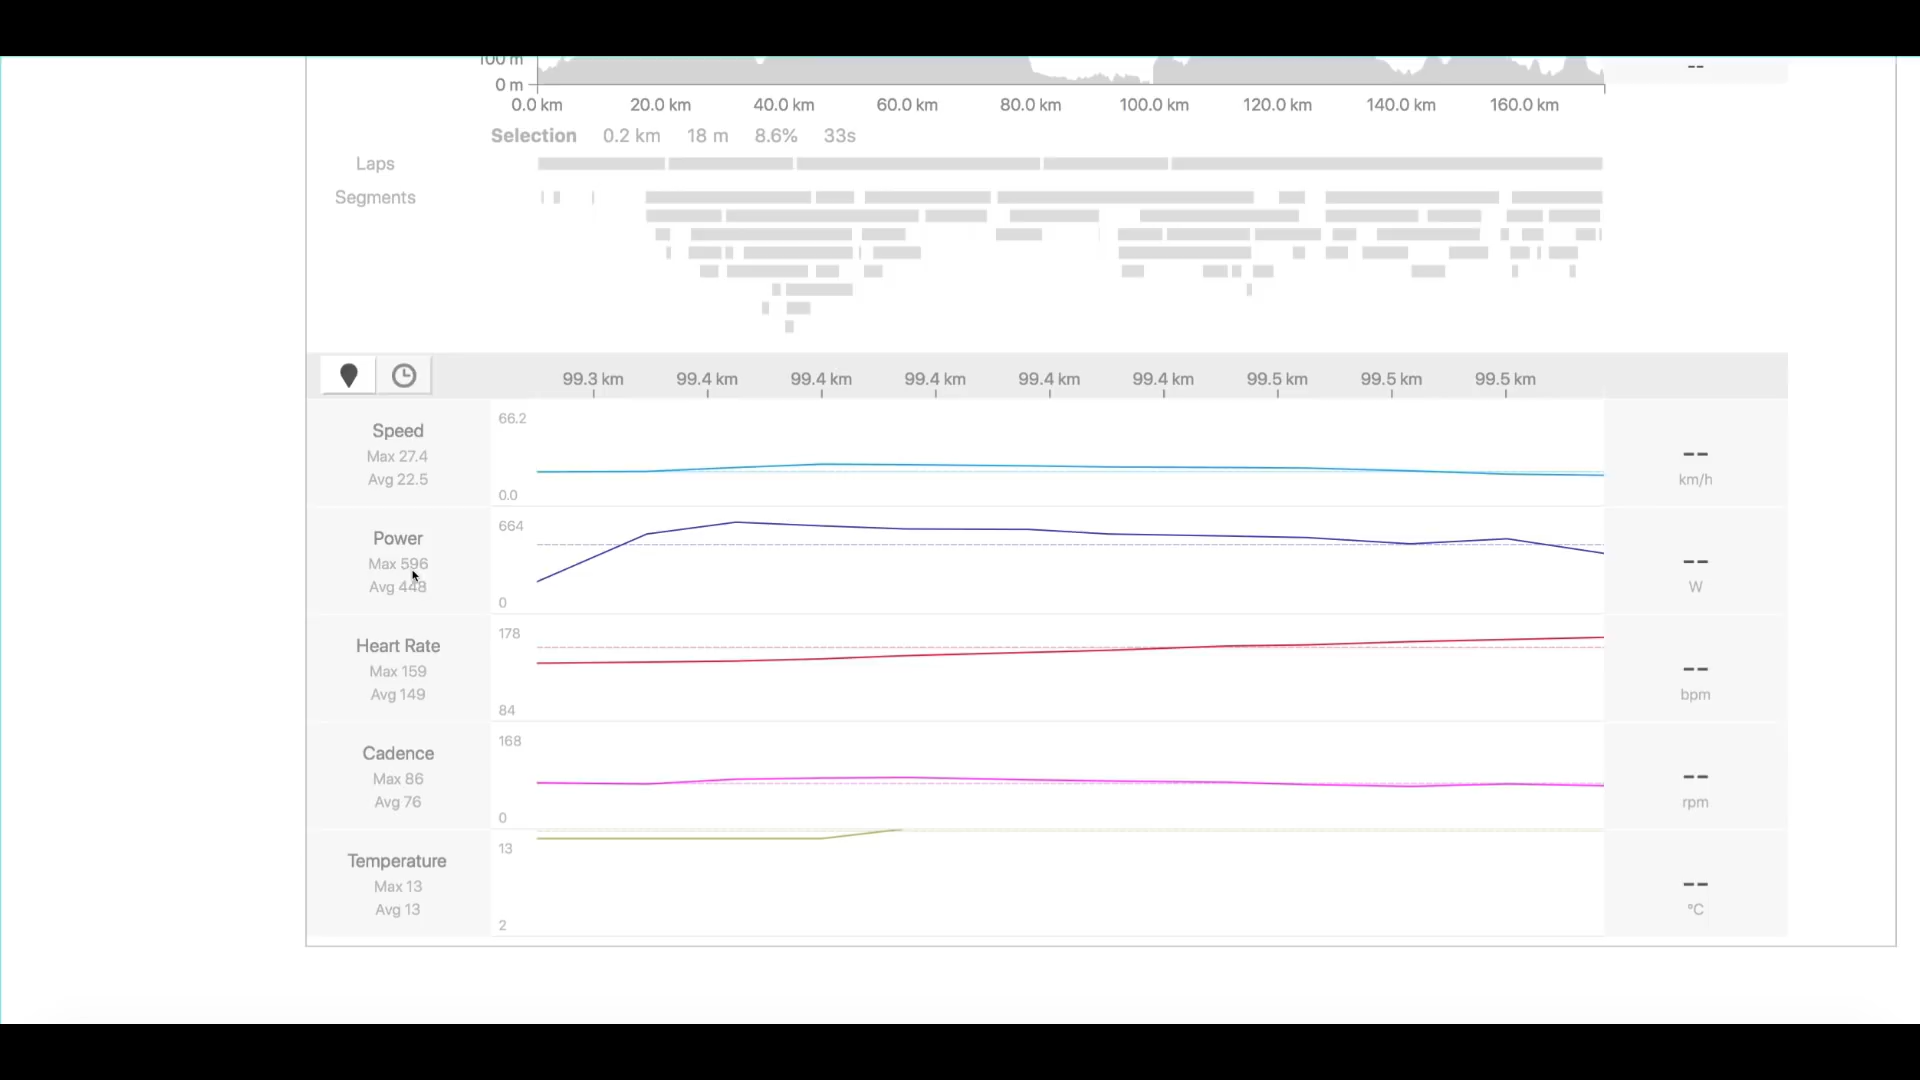 100 m
0 m
0.0 km 20.0 km 40.0 km 60.0 km 80.0 km 100.0 km 120.0 km 140.0 km 160.0 km
--
Selection 0.2 km 18 m 8.6% 33s
Laps
Segments
99.3 km 99.4 km 99.4 km 99.4 km 99.4 km 99.4 km 99.5 km 99.5 km 99.5 km
Speed
Max 27.4
Avg 22.5
66.2
0.0
--
km/h
Power
Max 596
Avg 448
664
0
--
W
Heart Rate
Max 159
Avg 149
178
84
--
bpm
Cadence
Max 86
Avg 76
168
0
--
rpm
Temperature
Max 13
Avg 13
13
2
--
°C